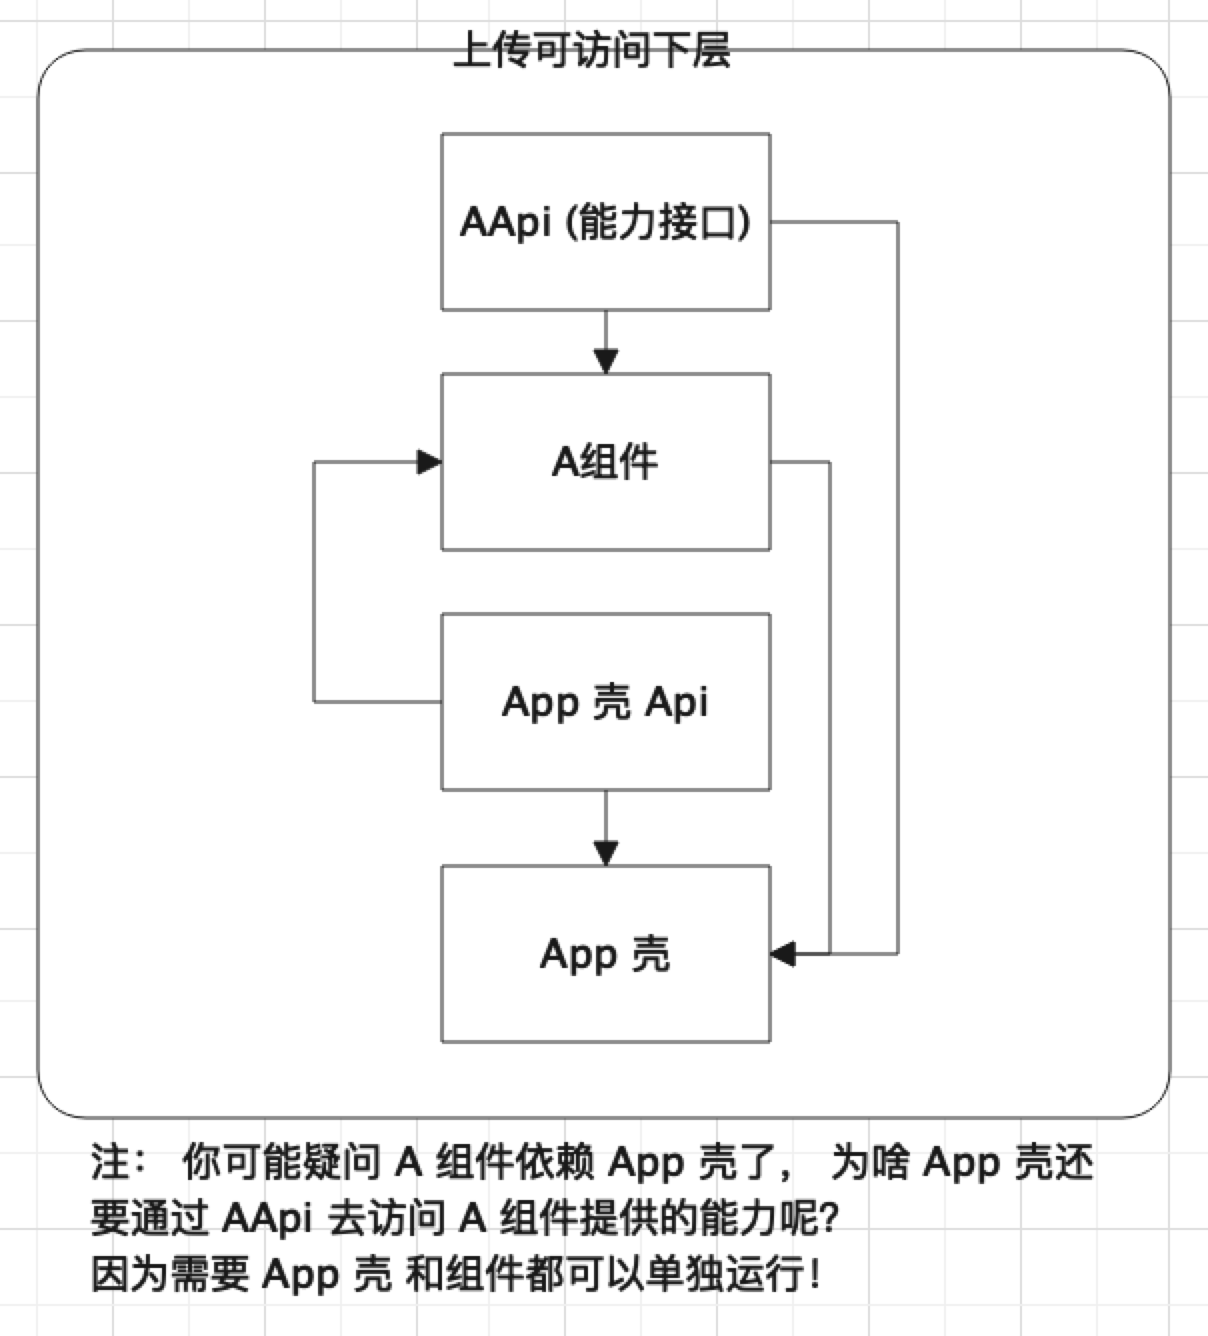 上传可访问下层
AApi (能力接口)
A组件
App 壳 Api
App 壳
注： 你可能疑问 A 组件依赖 App 壳了， 为啥 App 壳还
要通过 AApi 去访问 A 组件提供的能力呢？
因为需要 App 壳 和组件都可以单独运行！